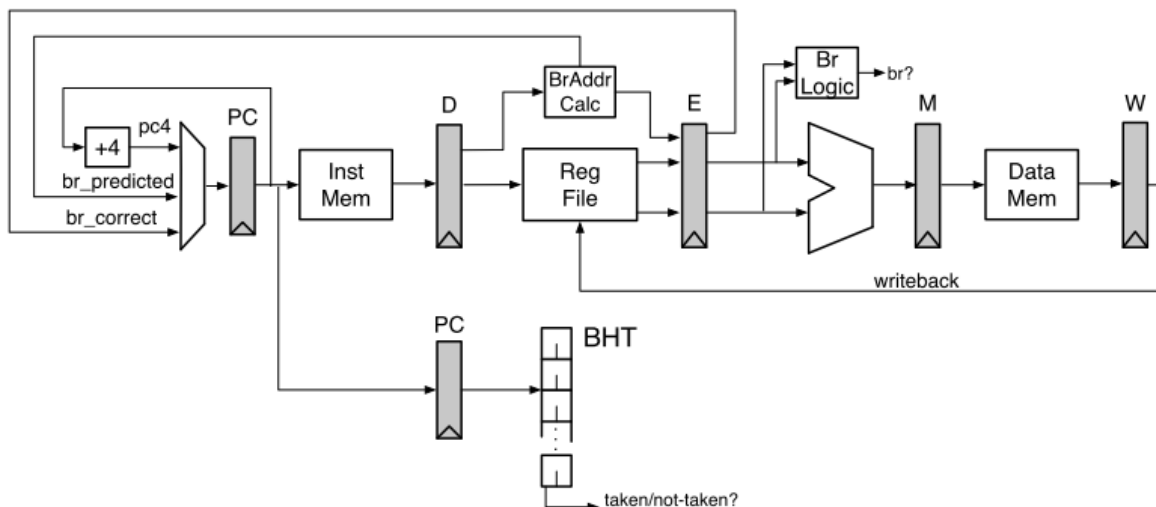 Br
Logic
br?
BrAddr
Calc
PC
D
E
M
W
pc4
+4
Inst
Mem
Reg
File
Data
Mem
br_predicted
br_correct
writeback
PC
BHT
taken/not-taken?